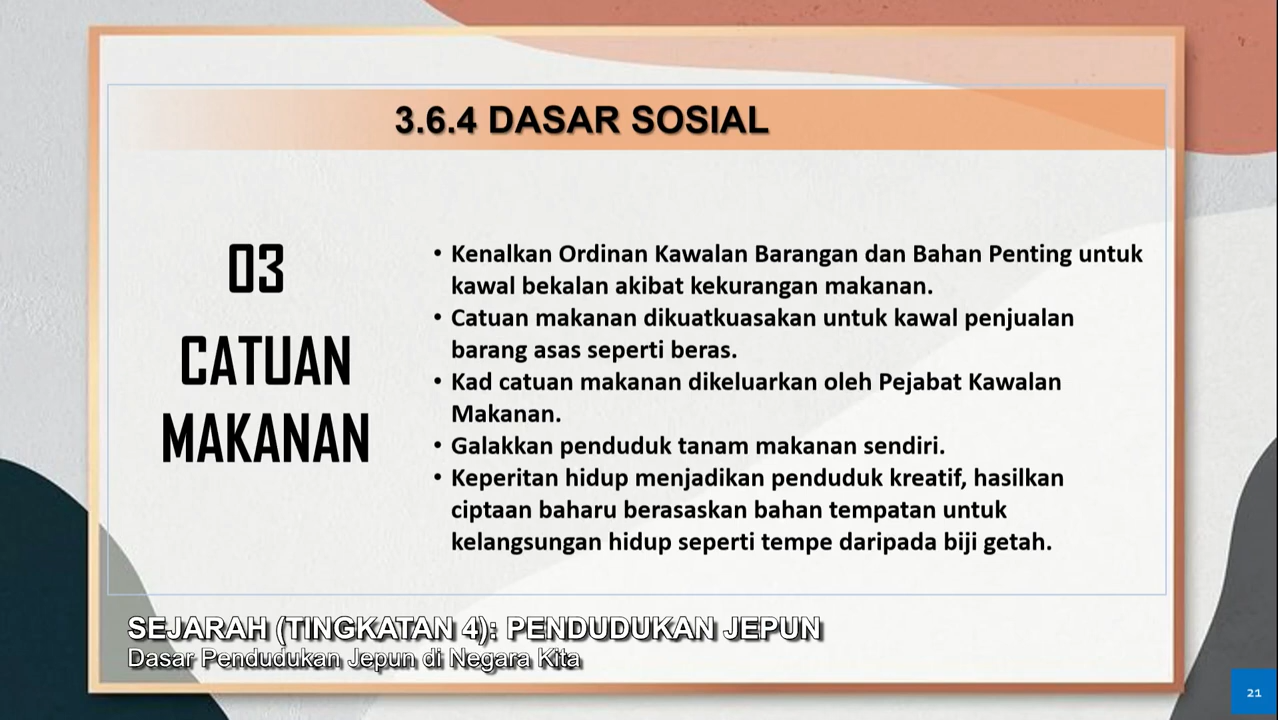 3.6.4 DASAR SOSIAL
03
CATUAN
MAKANAN
• Kenalkan Ordinan Kawalan Barangan dan Bahan Penting untuk
kawal bekalan akibat kekurangan makanan.
• Catuan makanan dikuatkuasakan untuk kawal penjualan
barang asas seperti beras.
• Kad catuan makanan dikeluarkan oleh Pejabat Kawalan
Makanan.
• Galakkan penduduk tanam makanan sendiri.
• Keperitan hidup menjadikan penduduk kreatif, hasilkan
ciptaan baharu berasaskan bahan tempatan untuk
kelangsungan hidup seperti tempe daripada biji getah.
SEJARAH (TINGKATAN 4): PENDUDUKAN JEPUN
Dasar Pendudukan Jepun di Negara Kita
21